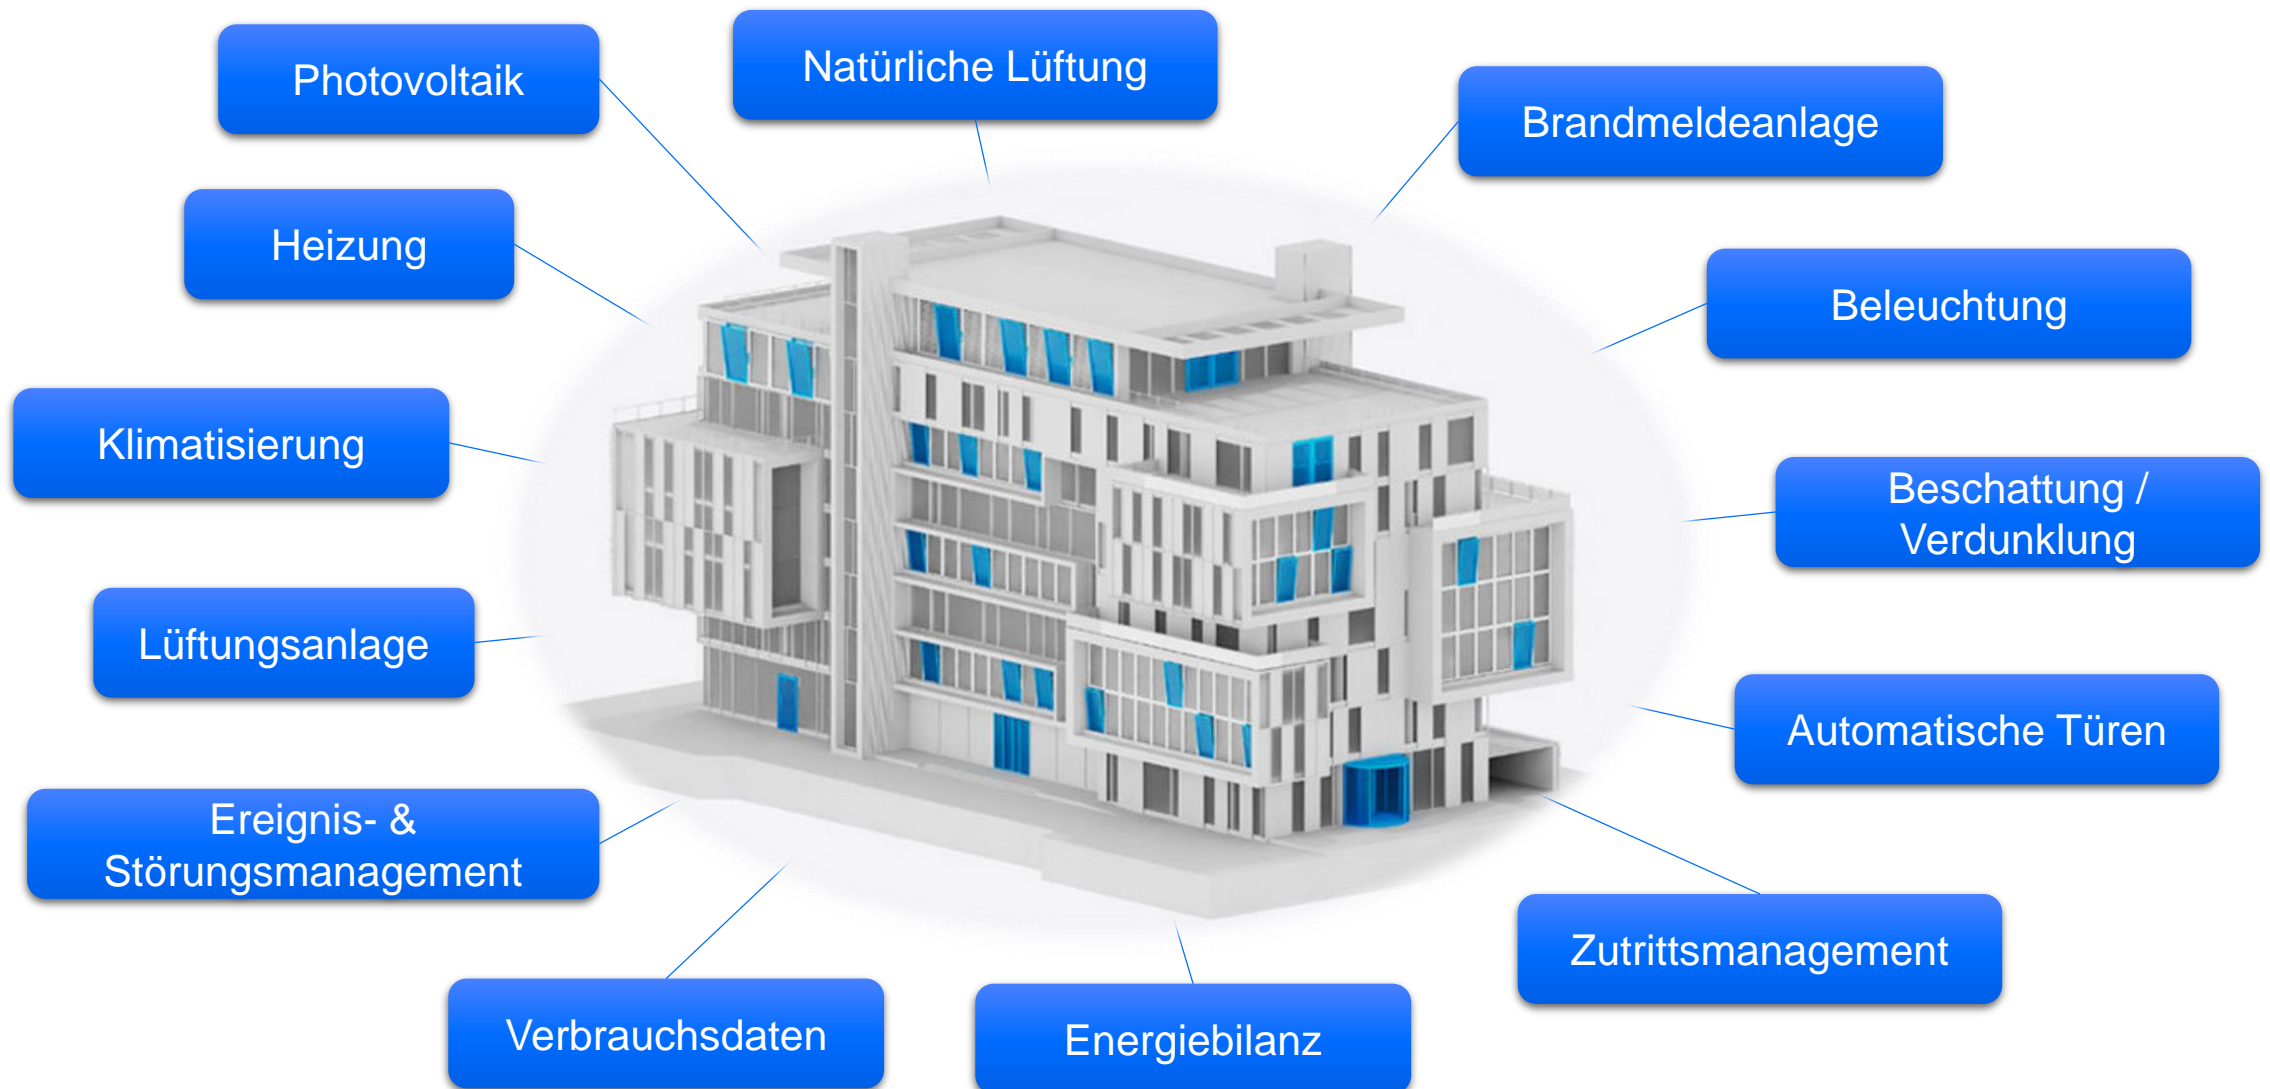 Photovoltaik
Natürliche Lüftung
Brandmeldeanlage
Heizung
Beleuchtung
Klimatisierung
Beschattung /
Verdunklung
Lüftungsanlage
Automatische Türen
Ereignis- &
Störungsmanagement
Zutrittsmanagement
Verbrauchsdaten
Energiebilanz